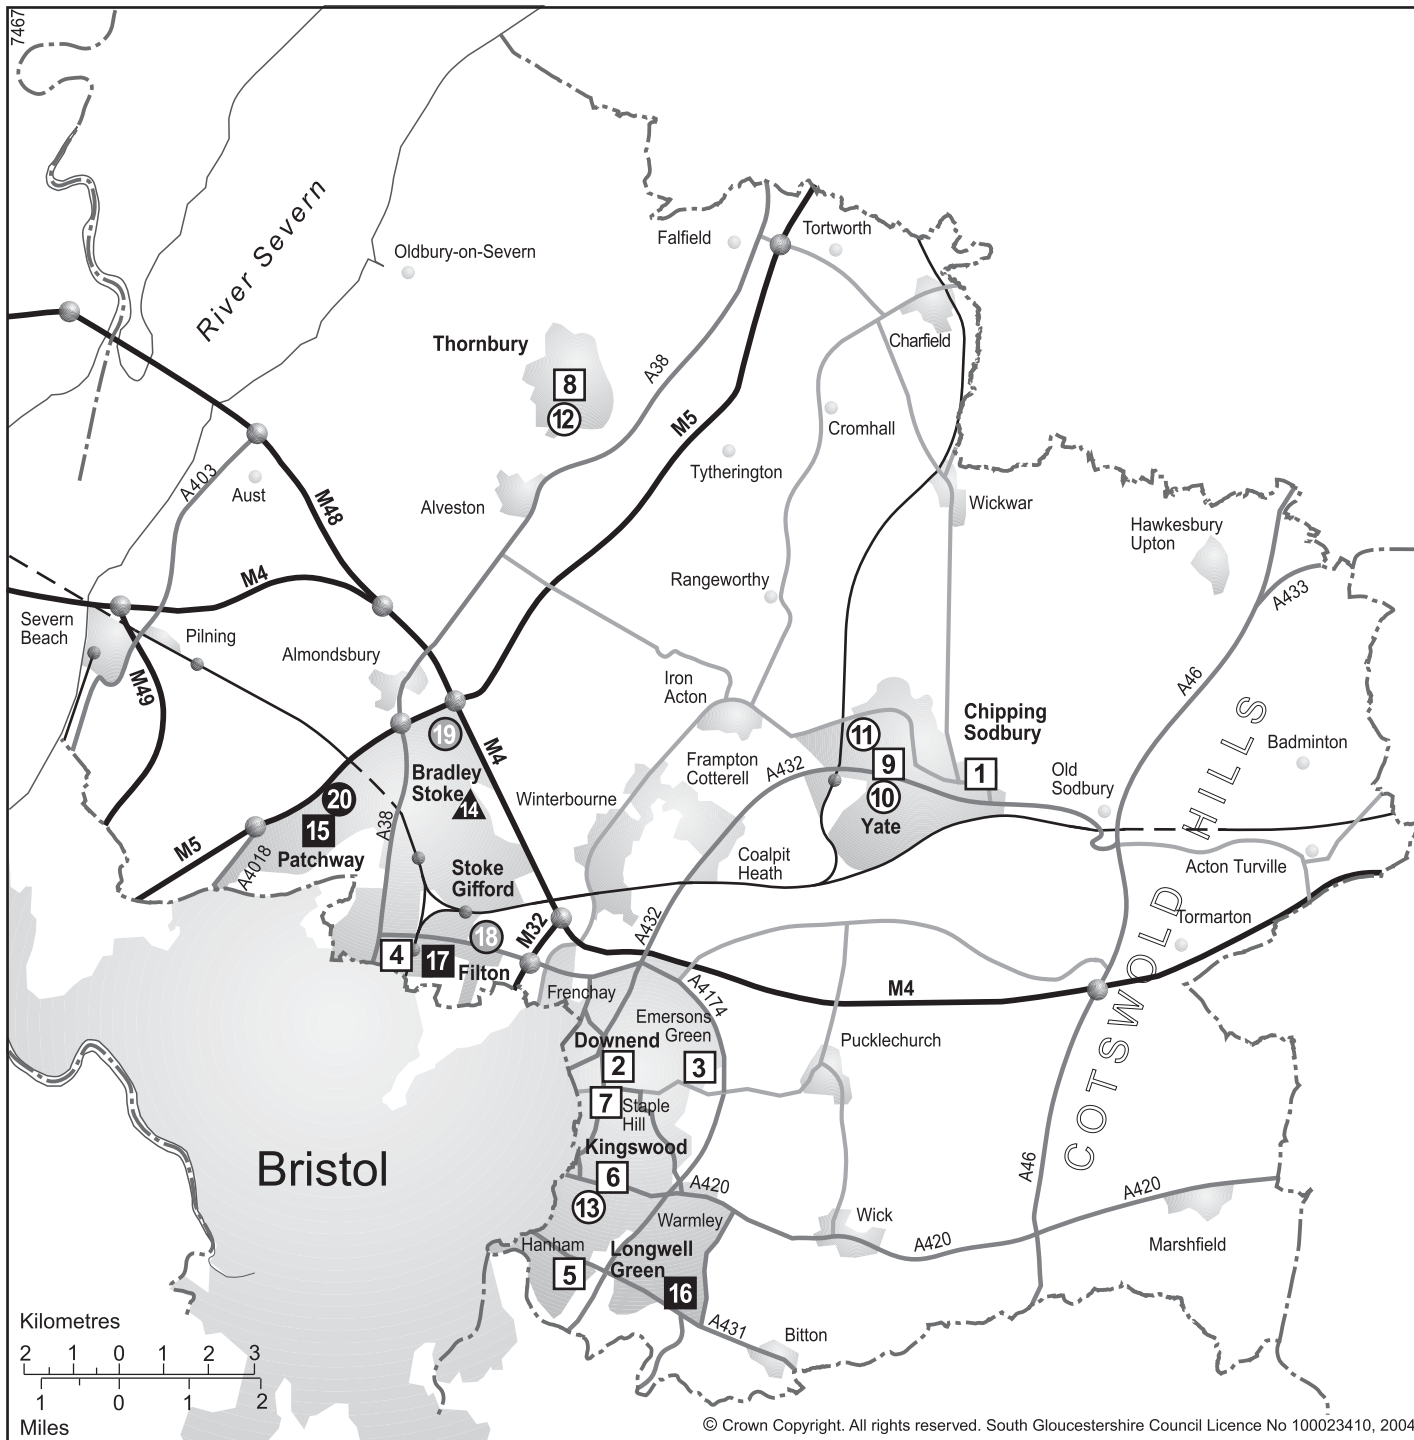 7467
River Severn
Oldbury-on-Severn
Falfield
Tortworth
Thornbury
8
12
A38
M5
Charfield
Cromhall
Tytherington
Wickwar
Hawkesbury
Upton
A403
Aust
M48
Alveston
M4
Rangeworthy
A433
Severn
Beach
Pilning
Almondsbury
M49
Iron
Acton
A46
Chipping
Sodbury
19
M4
11
9
1
10
Yate
Frampton
Cotterell
A432
Old
Sodbury
Badminton
Bradley
Stoke
14
Winterbourne
20
15
Patchway
A38
M5
A4018
Stoke
Gifford
Coalpit
Heath
Acton Turville
COTSWOLD HILLS
Tormarton
A432
M32
18
4
17
Filton
Frenchay
A4174
M4
Emersons
Green
Downend
2
3
Pucklechurch
7
Staple
Hill
Kingswood
6
A420
13
Warmley
Wick
A46
A420
Marshfield
A420
Bristol
Hanham
5
Longwell
Green
16
A431
Bitton
Kilometres
2 1 0 1 2 3
1 0 1 2
Miles
© Crown Copyright. All rights reserved. South Gloucestershire Council Licence No 100023410, 2004